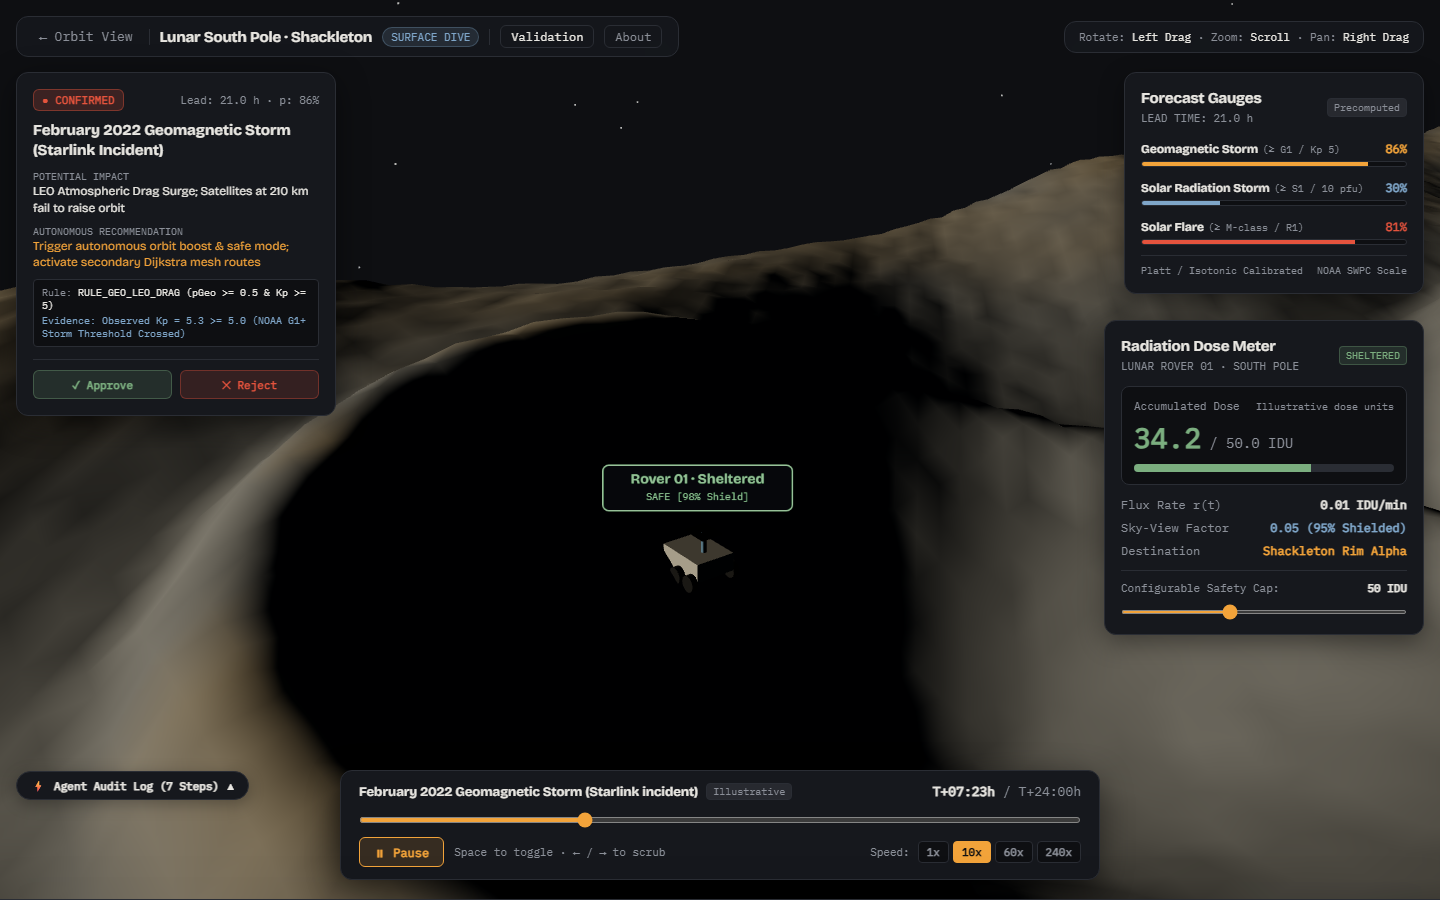 ← Orbit View
Lunar South Pole · Shackleton
SURFACE DIVE
Validation
About
Rotate: Left Drag · Zoom: Scroll · Pan: Right Drag
CONFIRMED
Lead: 21.0 h · p: 86%
February 2022 Geomagnetic Storm
(Starlink Incident)
POTENTIAL IMPACT
LEO Atmospheric Drag Surge; Satellites at 210 km
fail to raise orbit
AUTONOMOUS RECOMMENDATION
Trigger autonomous orbit boost & safe mode;
activate secondary Dijkstra mesh routes
Rule: RULE_GEO_LEO_DRAG (pGeo >= 0.5 & Kp >=
5)
Evidence: Observed Kp = 5.3 >= 5.0 (NOAA G1+
Storm Threshold Crossed)
✓ Approve
✕ Reject
Forecast Gauges
LEAD TIME: 21.0 h
Precomputed
Geomagnetic Storm (≥ G1 / Kp 5) 86%
Solar Radiation Storm (≥ S1 / 10 pfu) 30%
Solar Flare (≥ M-class / R1) 81%
Platt / Isotonic Calibrated NOAA SWPC Scale
Radiation Dose Meter
LUNAR ROVER 01 · SOUTH POLE
SHELTERED
Accumulated Dose Illustrative dose units
34.2 / 50.0 IDU
Flux Rate r(t) 0.01 IDU/min
Sky-View Factor 0.05 (95% Shielded)
Destination Shackleton Rim Alpha
Configurable Safety Cap: 50 IDU
Rover 01 · Sheltered
SAFE [98% Shield]
Agent Audit Log (7 Steps) ▲
February 2022 Geomagnetic Storm (Starlink incident)
Illustrative
T+07:23h / T+24:00h
Pause
Space to toggle · ← / → to scrub
Speed: 1x 10x 60x 240x